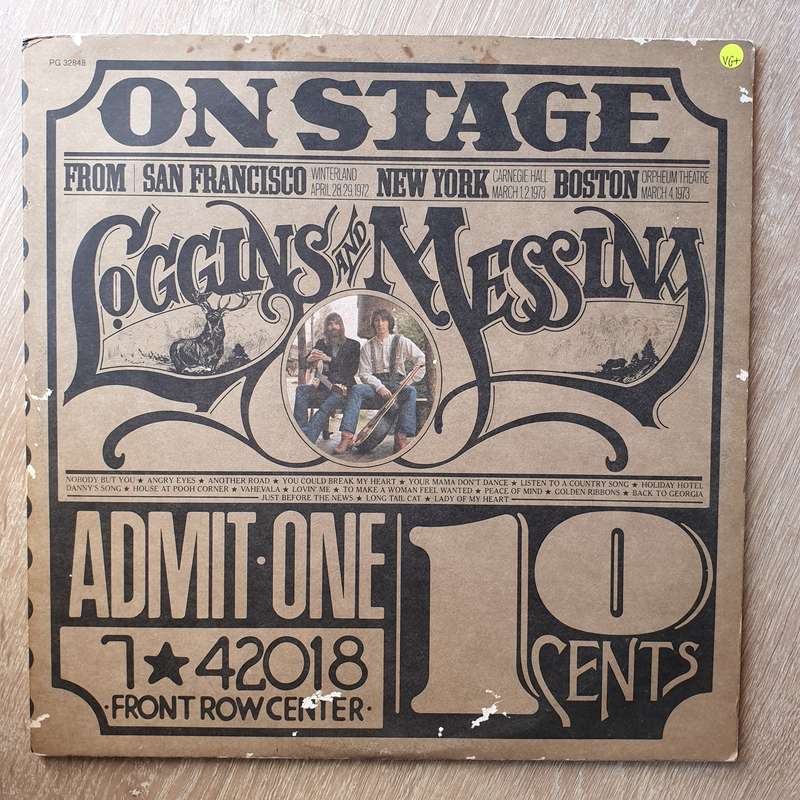 PG 32848
VG+
ON STAGE
FROM SAN FRANCISCO WINTERLAND APRIL 28, 29, 1972 NEW YORK CARNEGIE HALL MARCH 1, 2, 1973 BOSTON ORPHEUM THEATRE MARCH 4, 1973
LOGGINS AND MESSINA
NOBODY BUT YOU ★ ANGRY EYES ★ ANOTHER ROAD ★ YOU COULD BREAK MY HEART ★ YOUR MAMA DON'T DANCE ★ LISTEN TO A COUNTRY SONG ★ HOLIDAY HOTEL
DANNY'S SONG ★ HOUSE AT POOH CORNER ★ VAHEVALA ★ LOVIN' ME ★ TO MAKE A WOMAN FEEL WANTED ★ PEACE OF MIND ★ GOLDEN RIBBONS ★ BACK TO GEORGIA
JUST BEFORE THE NEWS ★ LONG TAIL CAT ★ LADY OF MY HEART
ADMIT·ONE
10
CENTS
7★42018
·FRONT ROW CENTER·